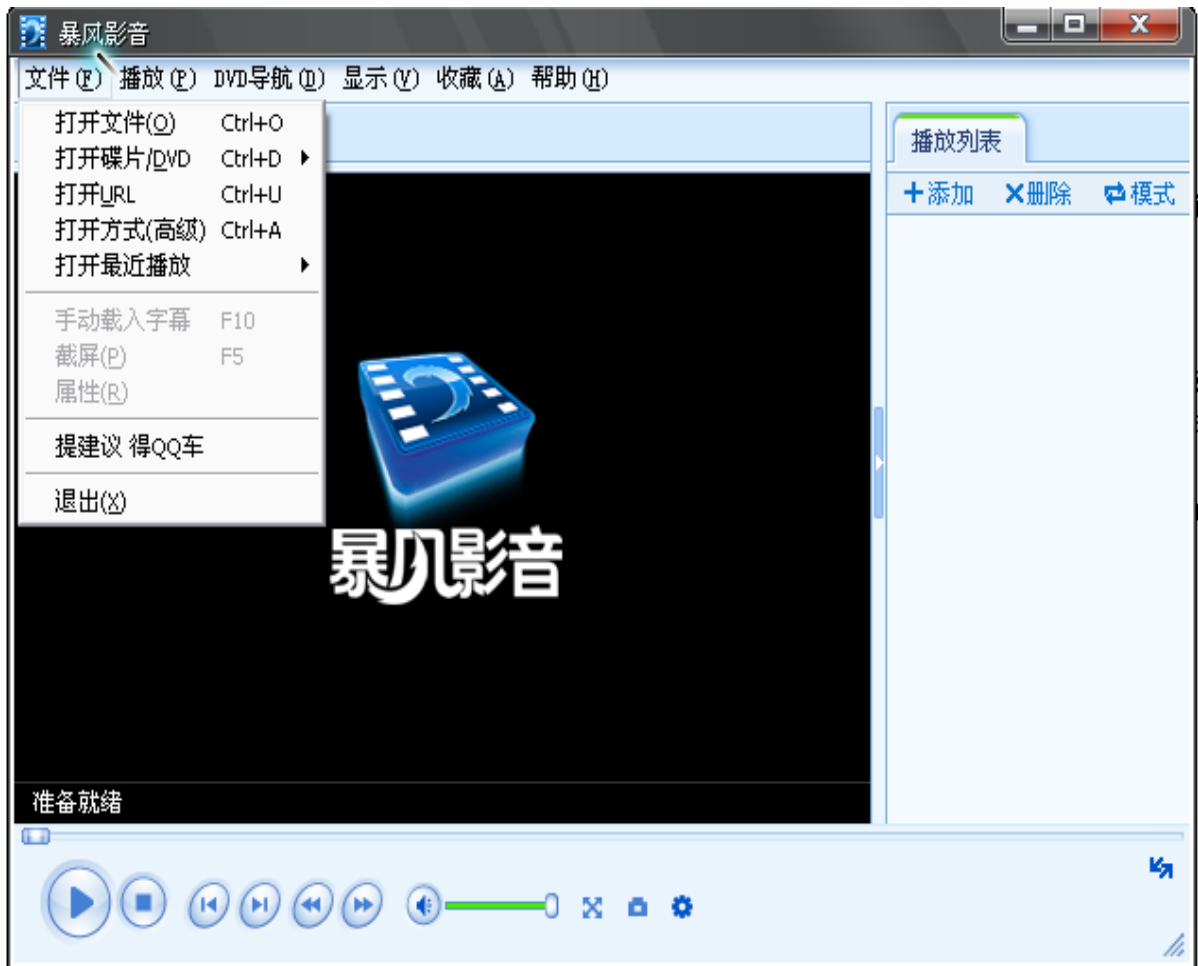 暴风影音
文件(F) 播放(P) DVD导航(D) 显示(V) 收藏(A) 帮助(H)
打开文件(O) Ctrl+O
打开碟片/DVD Ctrl+D
打开URL Ctrl+U
打开方式(高级) Ctrl+A
打开最近播放
手动载入字幕 F10
截屏(P) F5
属性(R)
提建议 得QQ车
退出(X)
播放列表
添加 删除 模式
暴风影音
准备就绪